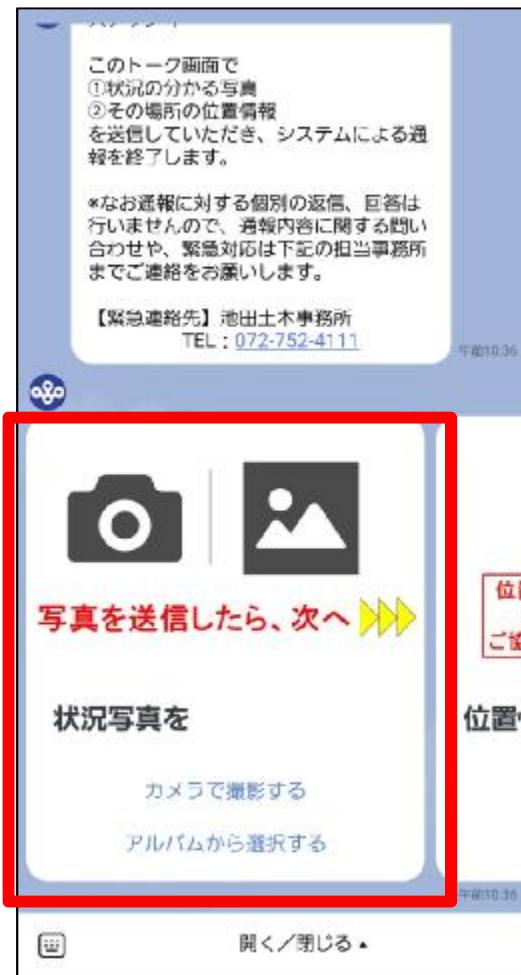 このトーク画面で
①状況の分かる写真
②その場所の位置情報
を送信していただき、システムによる通
報を終了します。
*なお通報に対する個別の返信、回答は
行いませんので、通報内容に関する問い
合わせや、緊急対応は下記の担当事務所
までご連絡をお願いします。
【緊急連絡先】池田土木事務所
TEL：072-752-4111
午前10:36
写真を送信したら、次へ
状況写真を
カメラで撮影する
アルバムから選択する
位置
午前10:36
開く／閉じる▲